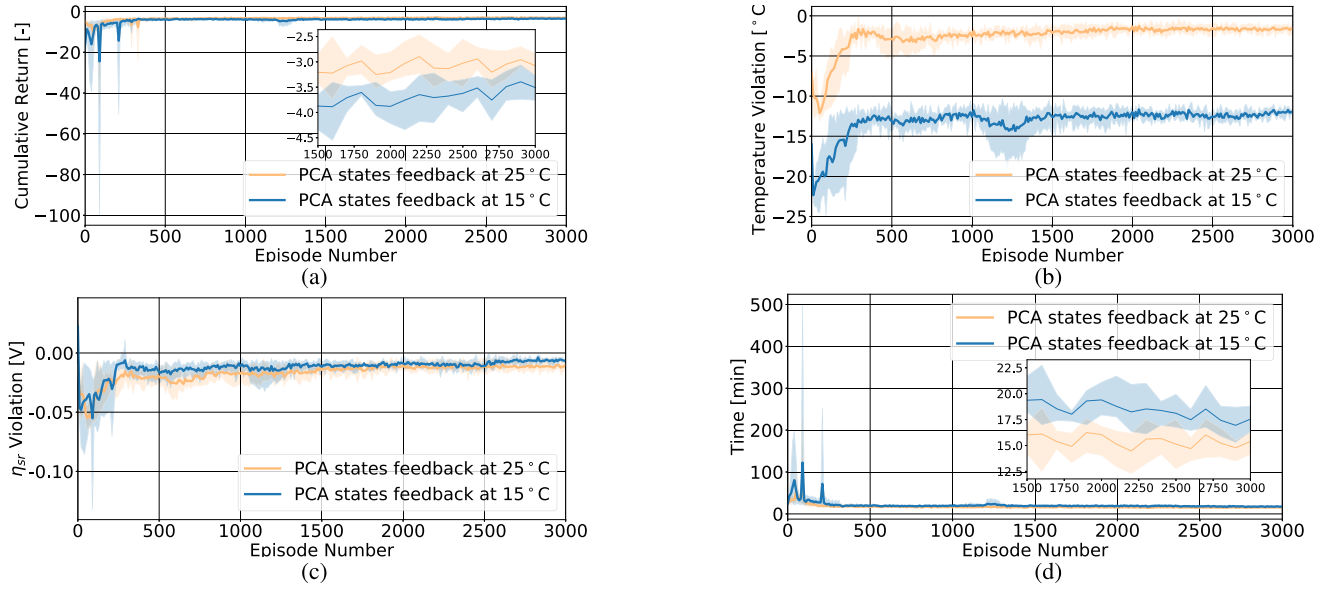 Cumulative Return [-]
0
−20
−40
−60
−80
−100
−2.5
−3.0
−3.5
−4.0
−4.5
1500 1750 2000 2250 2500 2750 3000
PCA states feedback at 25°C
PCA states feedback at 15°C
0 500 1000 1500 2000 2500 3000
Episode Number
(a)
Temperature Violation [°C
0
−5
−10
−15
−20
−25
PCA states feedback at 25°C
PCA states feedback at 15°C
0 500 1000 1500 2000 2500 3000
Episode Number
(b)
ηsr Violation [V]
0.00
-0.05
-0.10
PCA states feedback at 25°C
PCA states feedback at 15°C
0 500 1000 1500 2000 2500 3000
Episode Number
(c)
Time [min]
500
400
300
200
100
0
PCA states feedback at 25°C
PCA states feedback at 15°C
22.5
20.0
17.5
15.0
12.5
1500 1750 2000 2250 2500 2750 3000
0 500 1000 1500 2000 2500 3000
Episode Number
(d)